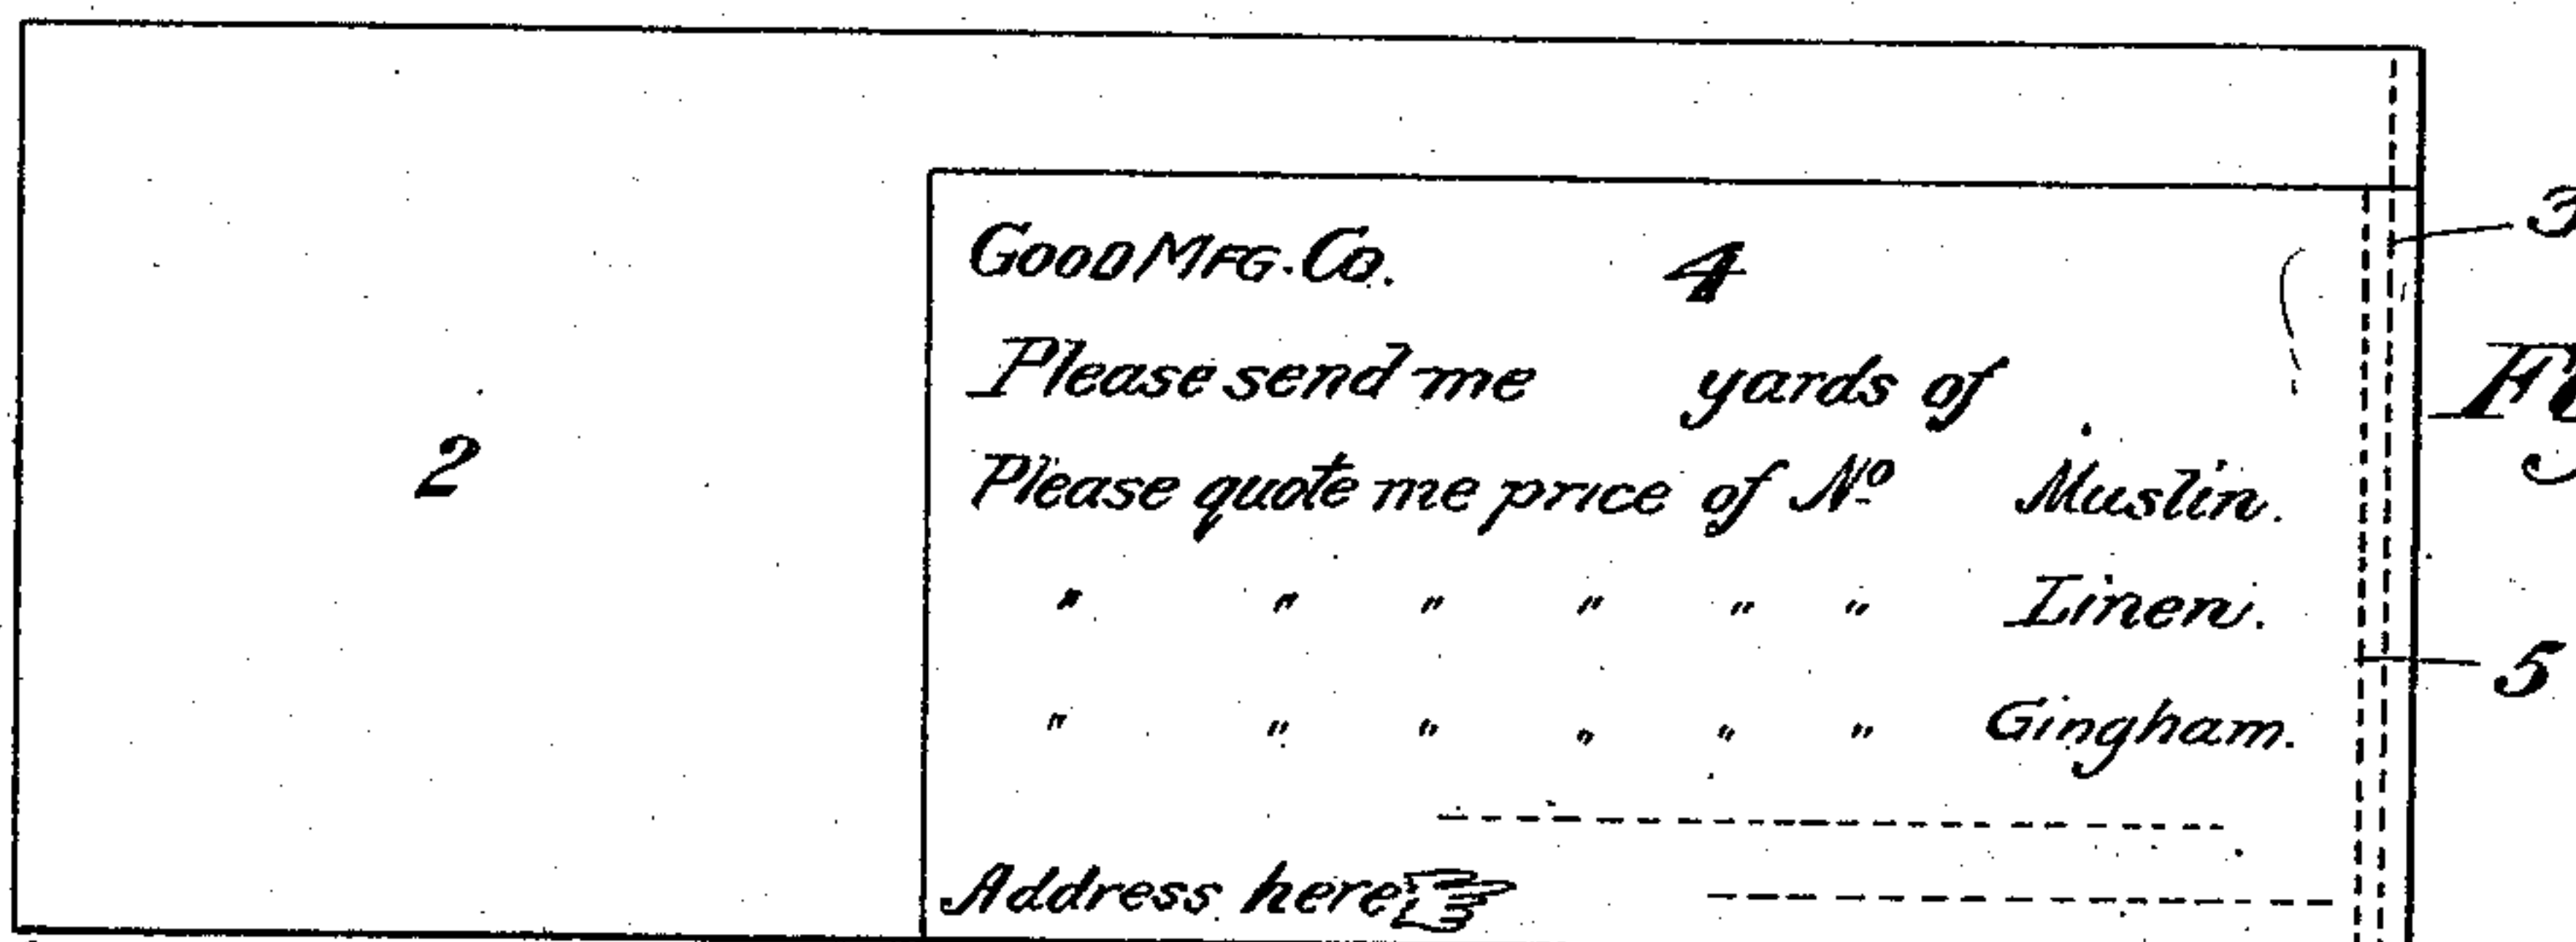 GOOD MFG. Co. 4
3
Please send me yards of
Please quote me price of Nº Muslin.
2
" " " " " " Linen.
5
" " " " " " Gingham.
Address here ☞